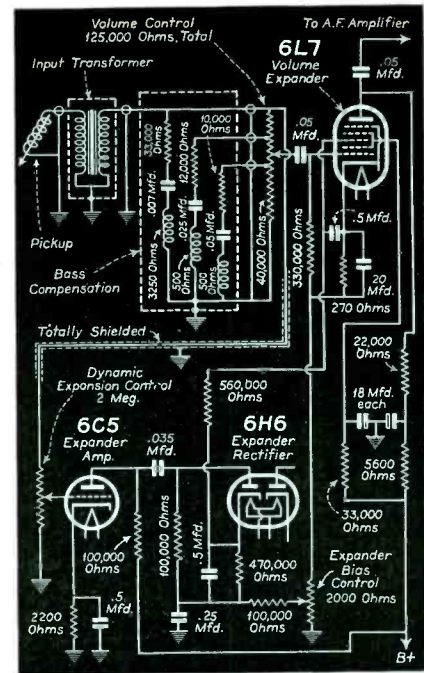 Volume Control
125,000 Ohms, Total
To A.F. Amplifier
Input Transformer
6L7
Volume
Expander
.05
Mfd.
10,000
Ohms
.05
Mfd.
33,000
Ohms
12,000
Ohms
.007 Mfd.
.025 Mfd.
.05 Mfd.
.5 Mfd.
Pickup
Bass
Compensation
3250 Ohms
500
Ohms
500
Ohms
40,000 Ohms
330,000
Ohms
20
Mfd.
270 Ohms
Totally Shielded
22,000
Ohms
Dynamic
Expansion Control
2 Meg.
560,000
Ohms
18 Mfd.
each
6C5
Expander
Amp.
.035
Mfd.
6H6
Expander
Rectifier
5600
Ohms
33,000
Ohms
100,000
Ohms
100,000
Ohms
.5 Mfd.
470,000
Ohms
Expander
Bias
Control
2000 Ohms
2200
Ohms
.5
Mfd.
.25
Mfd.
100,000
Ohms
B+